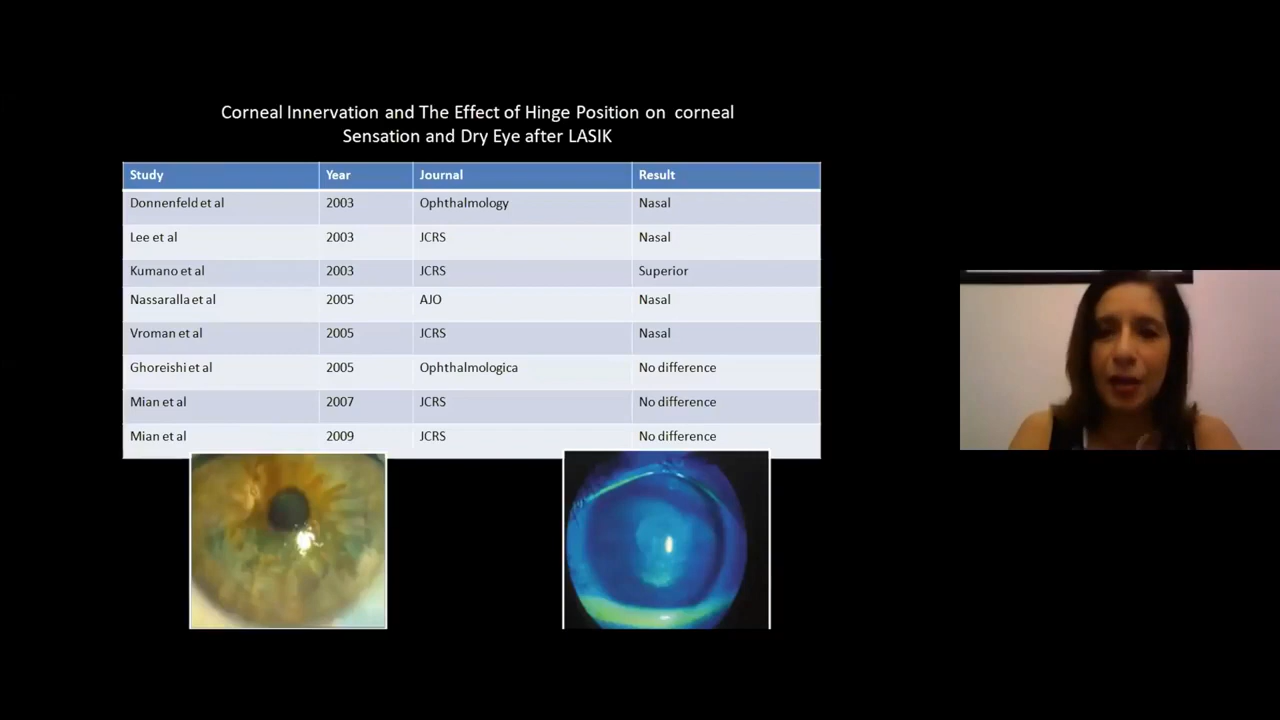 Corneal Innervation and The Effect of Hinge Position on corneal
Sensation and Dry Eye after LASIK
Study Year Journal Result
Donnenfeld et al 2003 Ophthalmology Nasal
Lee et al 2003 JCRS Nasal
Kumano et al 2003 JCRS Superior
Nassaralla et al 2005 AJO Nasal
Vroman et al 2005 JCRS Nasal
Ghoreishi et al 2005 Ophthalmologica No difference
Mian et al 2007 JCRS No difference
Mian et al 2009 JCRS No difference